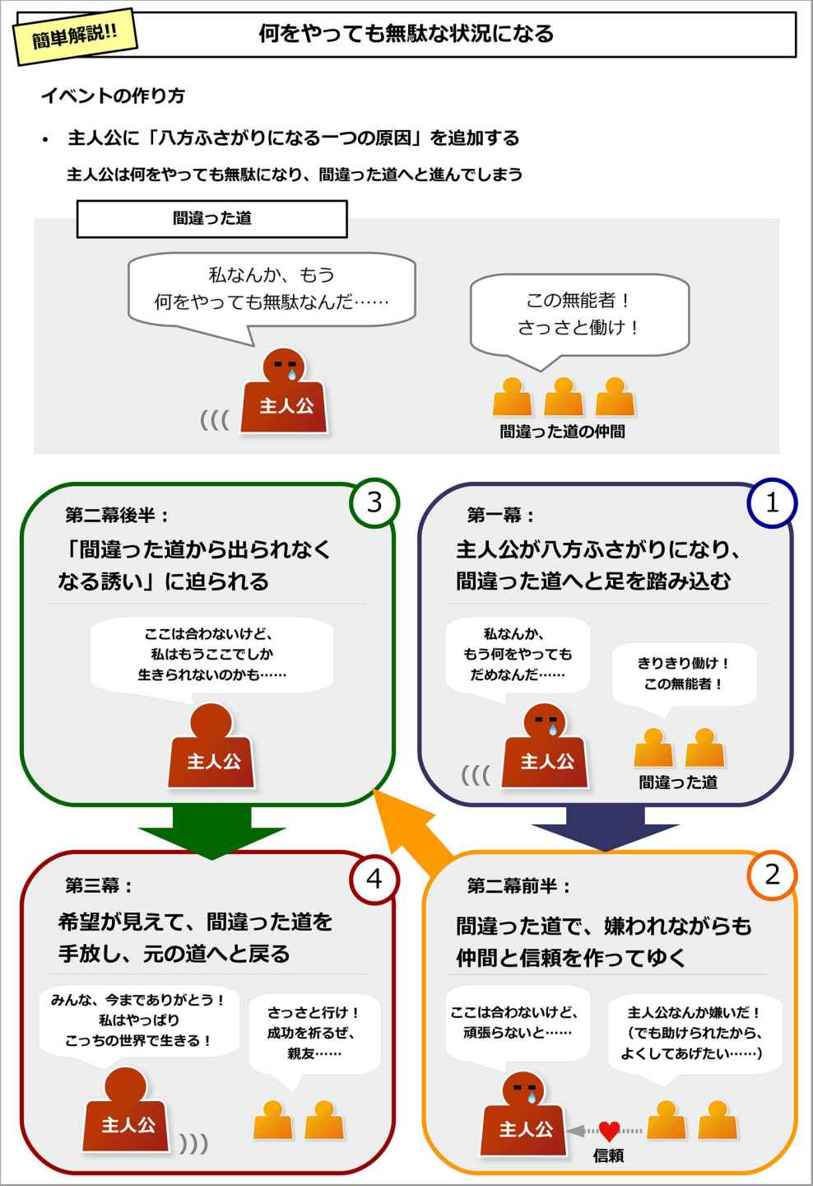 簡単解説!!
何をやっても無駄な状況になる
イベントの作り方
• 主人公に「八方ふさがりになる一つの原因」を追加する
主人公は何をやっても無駄になり、間違った道へと進んでしまう
間違った道
私なんか、もう
何をやっても無駄なんだ……
この無能者！
さっさと働け！
主人公
(((
間違った道の仲間
1
第一幕：
主人公が八方ふさがりになり、
間違った道へと足を踏み込む
私なんか、
もう何をやっても
だめなんだ……
きりきり働け！
この無能者！
主人公
(((
間違った道
2
第二幕前半：
間違った道で、嫌われながらも
仲間と信頼を作ってゆく
ここは合わないけど、
頑張らないと……
主人公なんか嫌いだ！
（でも助けられたから、
よくしてあげたい……）
主人公
信頼
3
第二幕後半：
「間違った道から出られなく
なる誘い」に迫られる
ここは合わないけど、
私はもうここでしか
生きられないのかも……
主人公
4
第三幕：
希望が見えて、間違った道を
手放し、元の道へと戻る
みんな、今までありがとう！
私はやっぱり
こっちの世界で生きる！
さっさと行け！
成功を祈るぜ、
親友……
主人公
)))